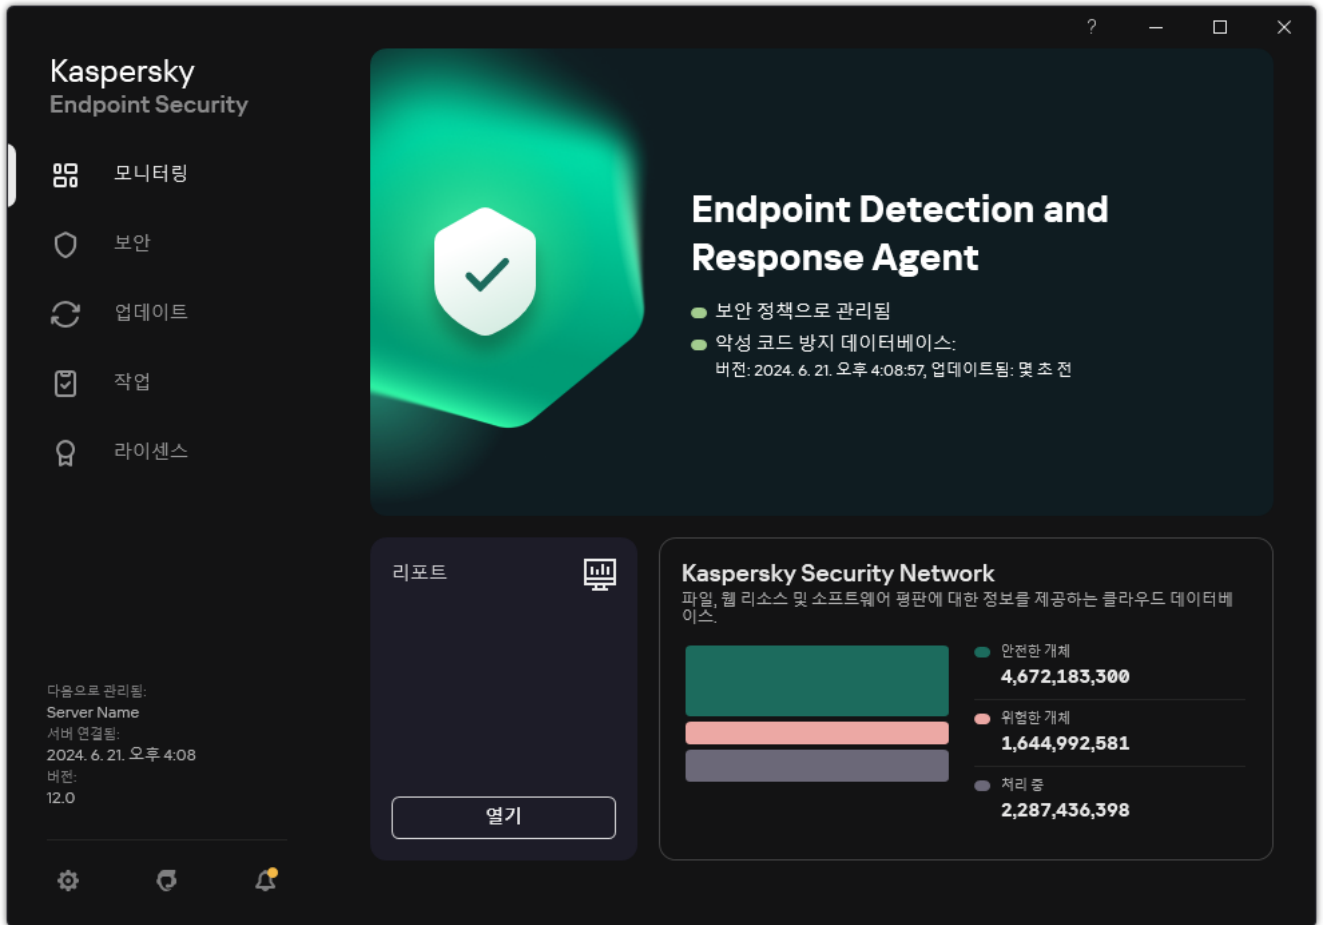 ?
Kaspersky
Endpoint Security
모니터링
보안
업데이트
작업
라이센스
다음으로 관리됨:
Server Name
서버 연결됨:
2024. 6. 21. 오후 4:08
버전:
12.0
Endpoint Detection and
Response Agent
보안 정책으로 관리됨
악성 코드 방지 데이터베이스:
버전: 2024. 6. 21. 오후 4:08:57, 업데이트됨: 몇 초 전
리포트
열기
Kaspersky Security Network
파일, 웹 리소스 및 소프트웨어 평판에 대한 정보를 제공하는 클라우드 데이터베
이스.
안전한 개체
4,672,183,300
위험한 개체
1,644,992,581
처리 중
2,287,436,398